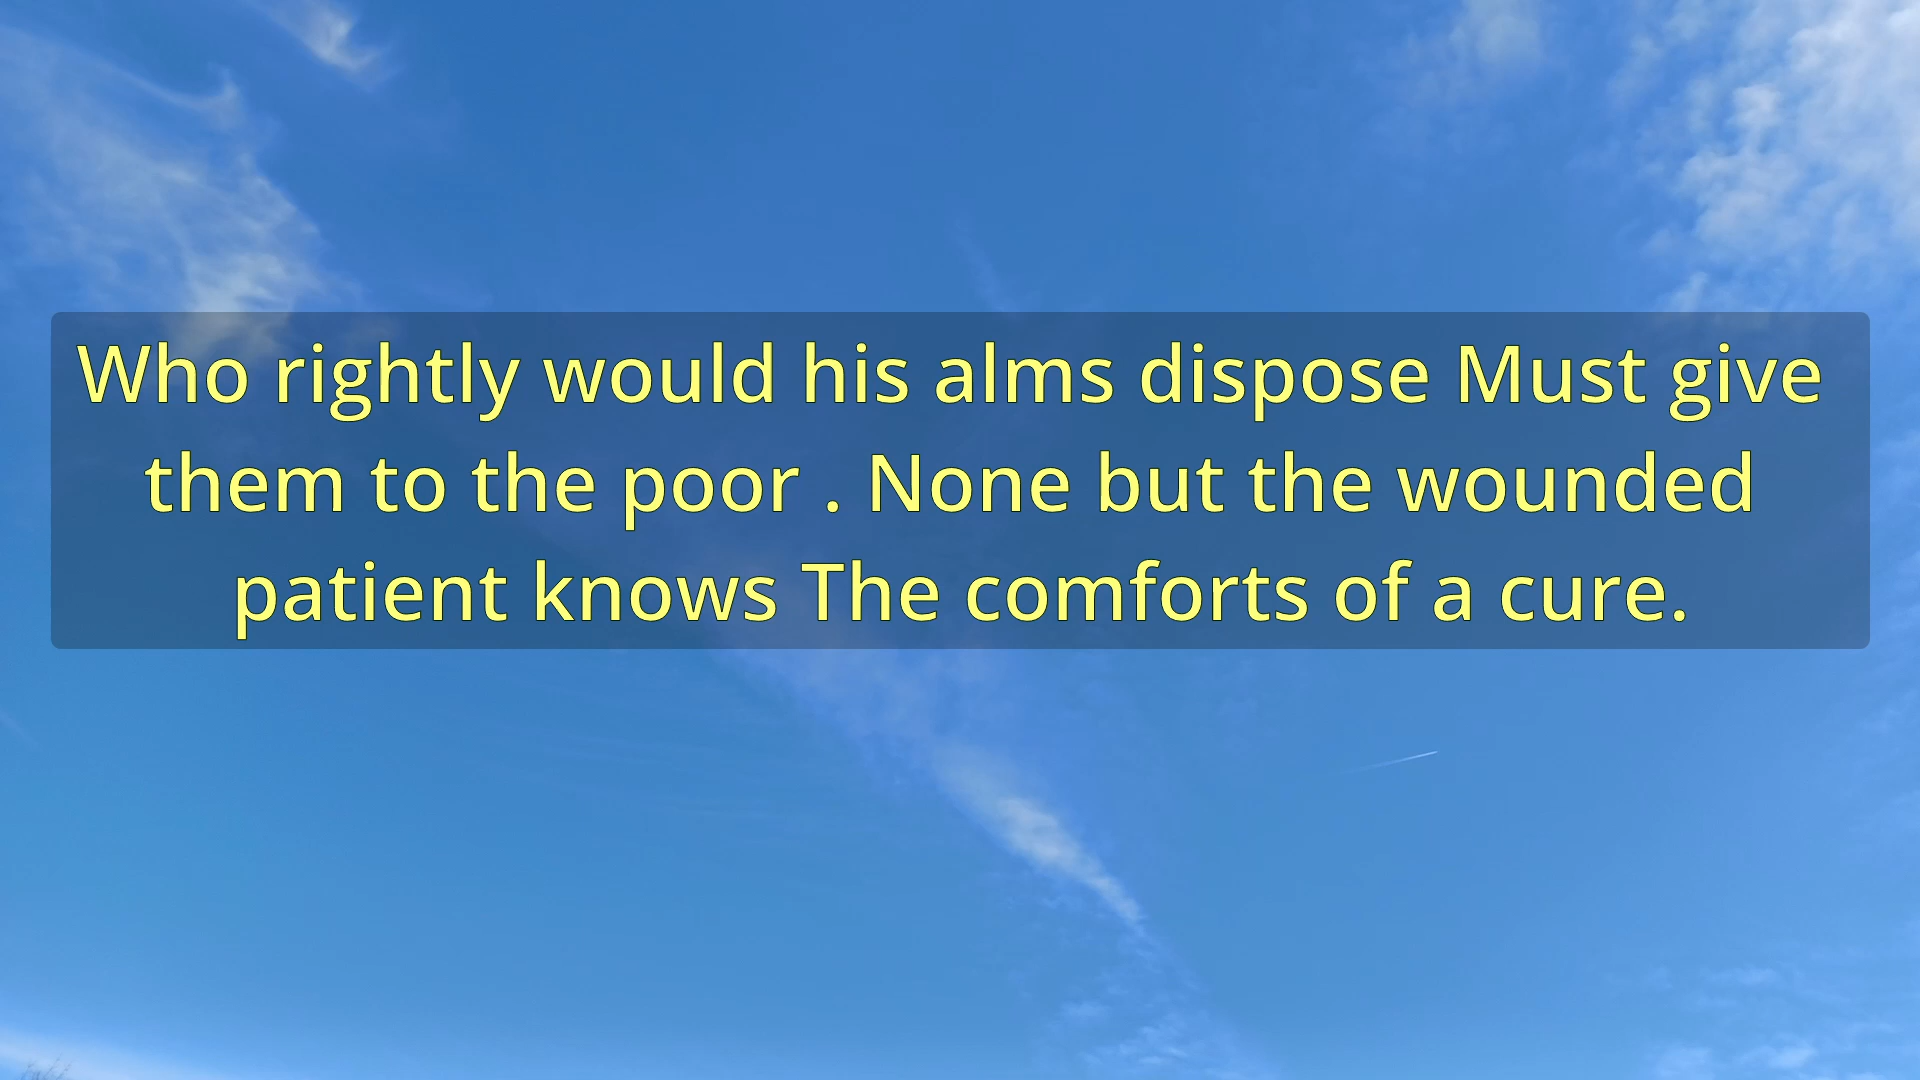 Who rightly would his alms dispose Must give
them to the poor . None but the wounded
patient knows The comforts of a cure.